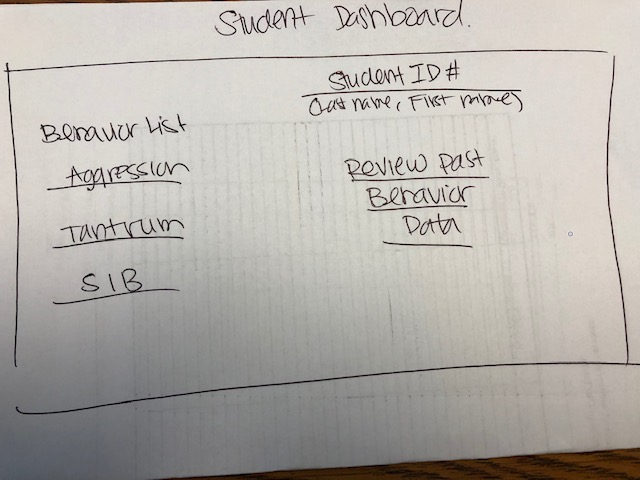 Student Dashboard.
Student ID #
(Last name, First name)
Behavior List
Aggression
Tantrum
SIB
Review Past
Behavior
Data